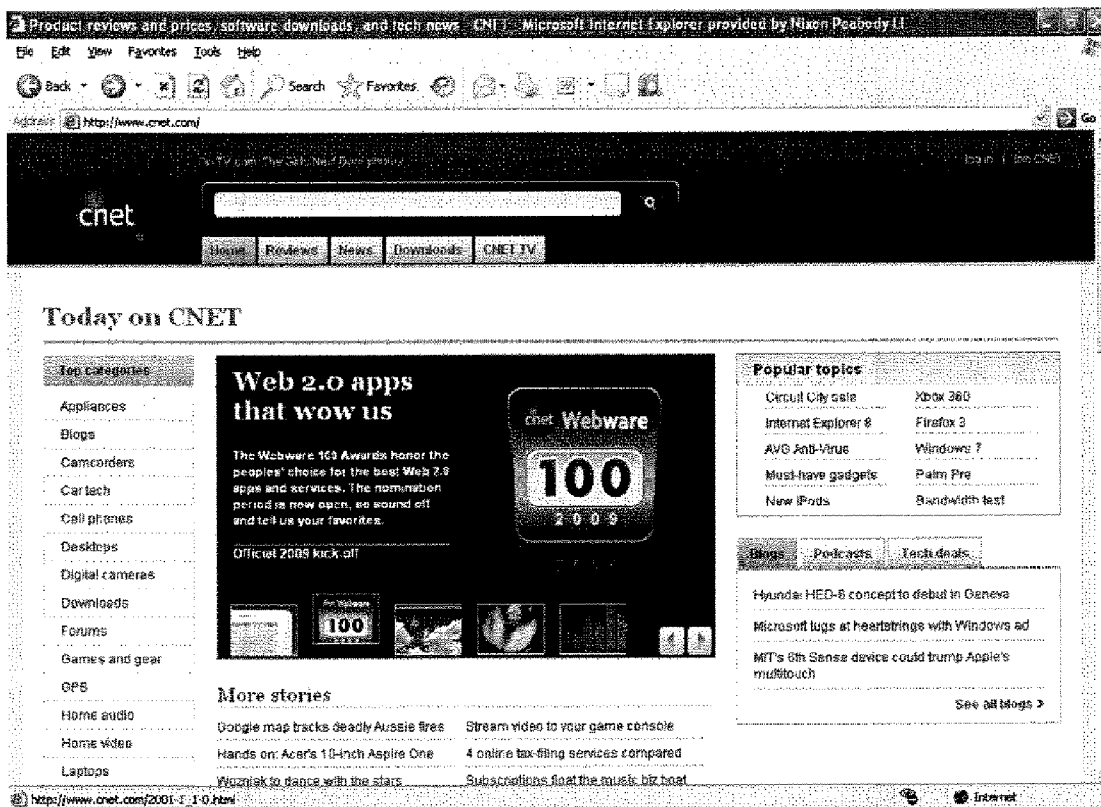 Product reviews and prices, software downloads, and tech news - CNET - Microsoft Internet Explorer provided by Nixon Peabody LL
File Edit View Favorites Tools Help
Back Search Favorites
Address http://www.cnet.com/ Go
log in | Join CNET
cnet
Home Reviews News Downloads CNET TV
Today on CNET
Top categories
Appliances
Blogs
Camcorders
Car tech
Cell phones
Desktops
Digital cameras
Downloads
Forums
Games and gear
GPS
Home audio
Home video
Laptops
Web 2.0 apps
that wow us
The Webware 100 Awards honor the
peoples' choice for the best Web 2.0
apps and services. The nomination
period is now open, so sound off
and tell us your favorites.
Official 2009 kick off
cnet Webware
100
2009
100
More stories
Google map tracks deadly Aussie fires
Hands on: Acer's 10-inch Aspire One
Wozniak to dance with the stars
Stream video to your game console
4 online tax-filing services compared
Subscriptions float the music biz boat
Popular topics
Circuit City sale Xbox 360
Internet Explorer 8 Firefox 3
AVG Anti-Virus Windows 7
Must-have gadgets Palm Pre
New iPods Bandwidth test
Blogs Podcasts Tech deals
Hyundai HED-6 concept to debut in Geneva
Microsoft tugs at heartstrings with Windows ad
MIT's 6th Sense device could trump Apple's
multitouch
See all blogs >
http://www.cnet.com/2001-1_1-0.html Internet